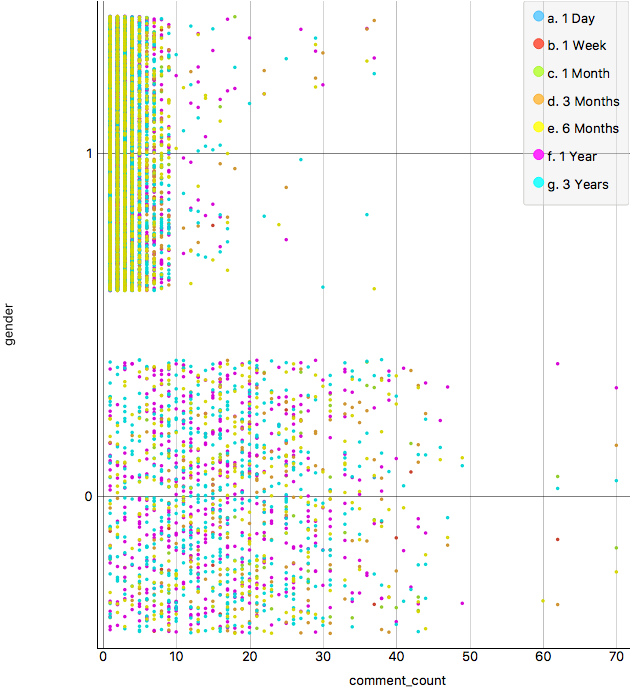 a. 1 Day
b. 1 Week
c. 1 Month
d. 3 Months
e. 6 Months
f. 1 Year
g. 3 Years
1
gender
0
0 10 20 30 40 50 60 70
comment_count